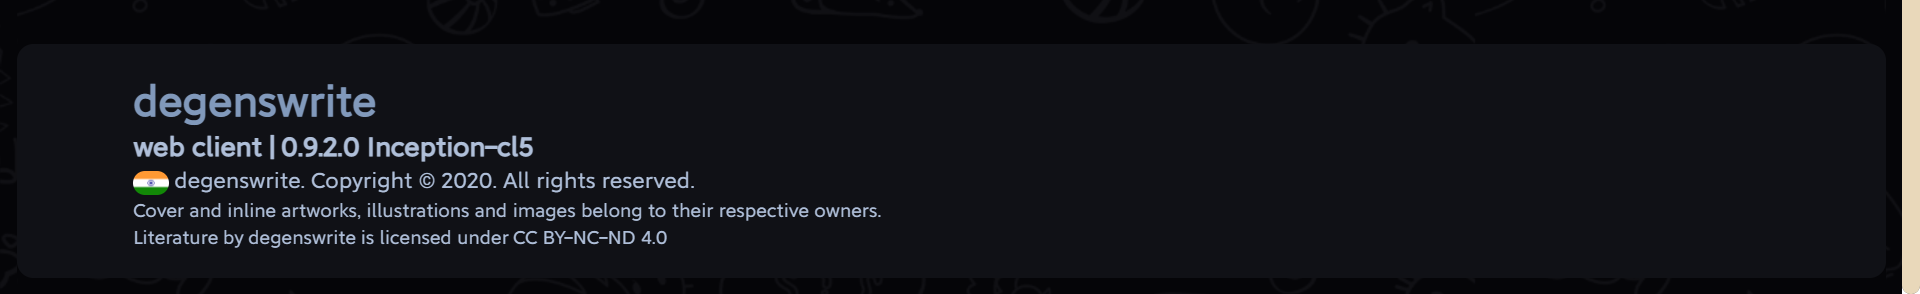 degenswrite
web client | 0.9.2.0 Inception-cl5
degenswrite. Copyright © 2020. All rights reserved.
Cover and inline artworks, illustrations and images belong to their respective owners.
Literature by degenswrite is licensed under CC BY-NC-ND 4.0